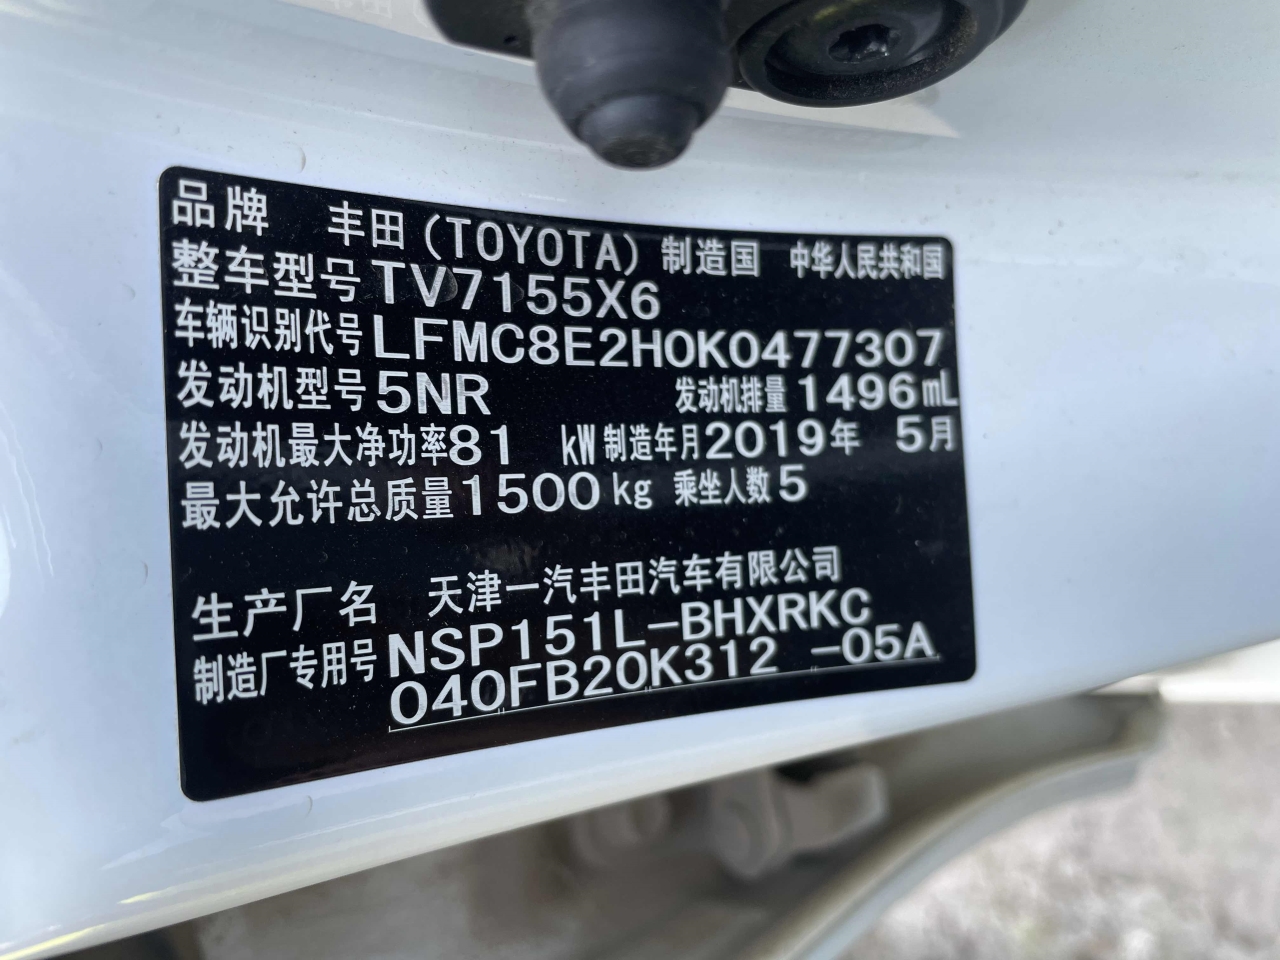 品牌 丰田(TOYOTA) 制造国 中华人民共和国
整车型号 TV7155X6
车辆识别代号 LFMC8E2H0K0477307
发动机型号 5NR 发动机排量 1496mL
发动机最大净功率 81 kW 制造年月 2019年 5月
最大允许总质量 1500kg 乘坐人数 5
生产厂名 天津一汽丰田汽车有限公司
制造厂专用号 NSP151L-BHXRKC
040FB20K312 -05A